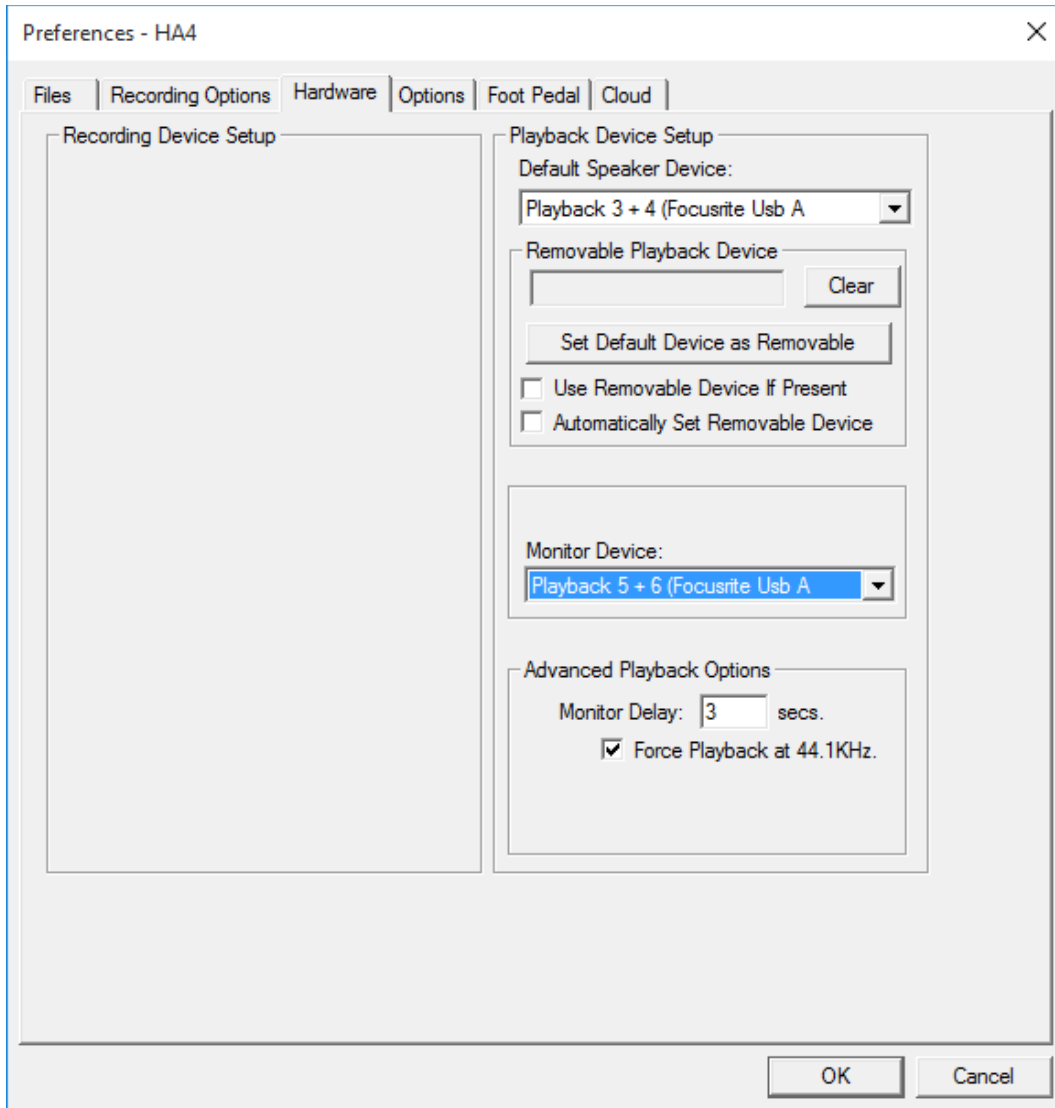 Preferences - HA4
Files
Recording Options
Hardware
Options
Foot Pedal
Cloud
Recording Device Setup
Playback Device Setup
Default Speaker Device:
Playback 3 + 4 (Focusrite Usb A
Removable Playback Device
Clear
Set Default Device as Removable
Use Removable Device If Present
Automatically Set Removable Device
Monitor Device:
Playback 5 + 6 (Focusrite Usb A
Advanced Playback Options
Monitor Delay: 3 secs.
Force Playback at 44.1KHz.
OK
Cancel